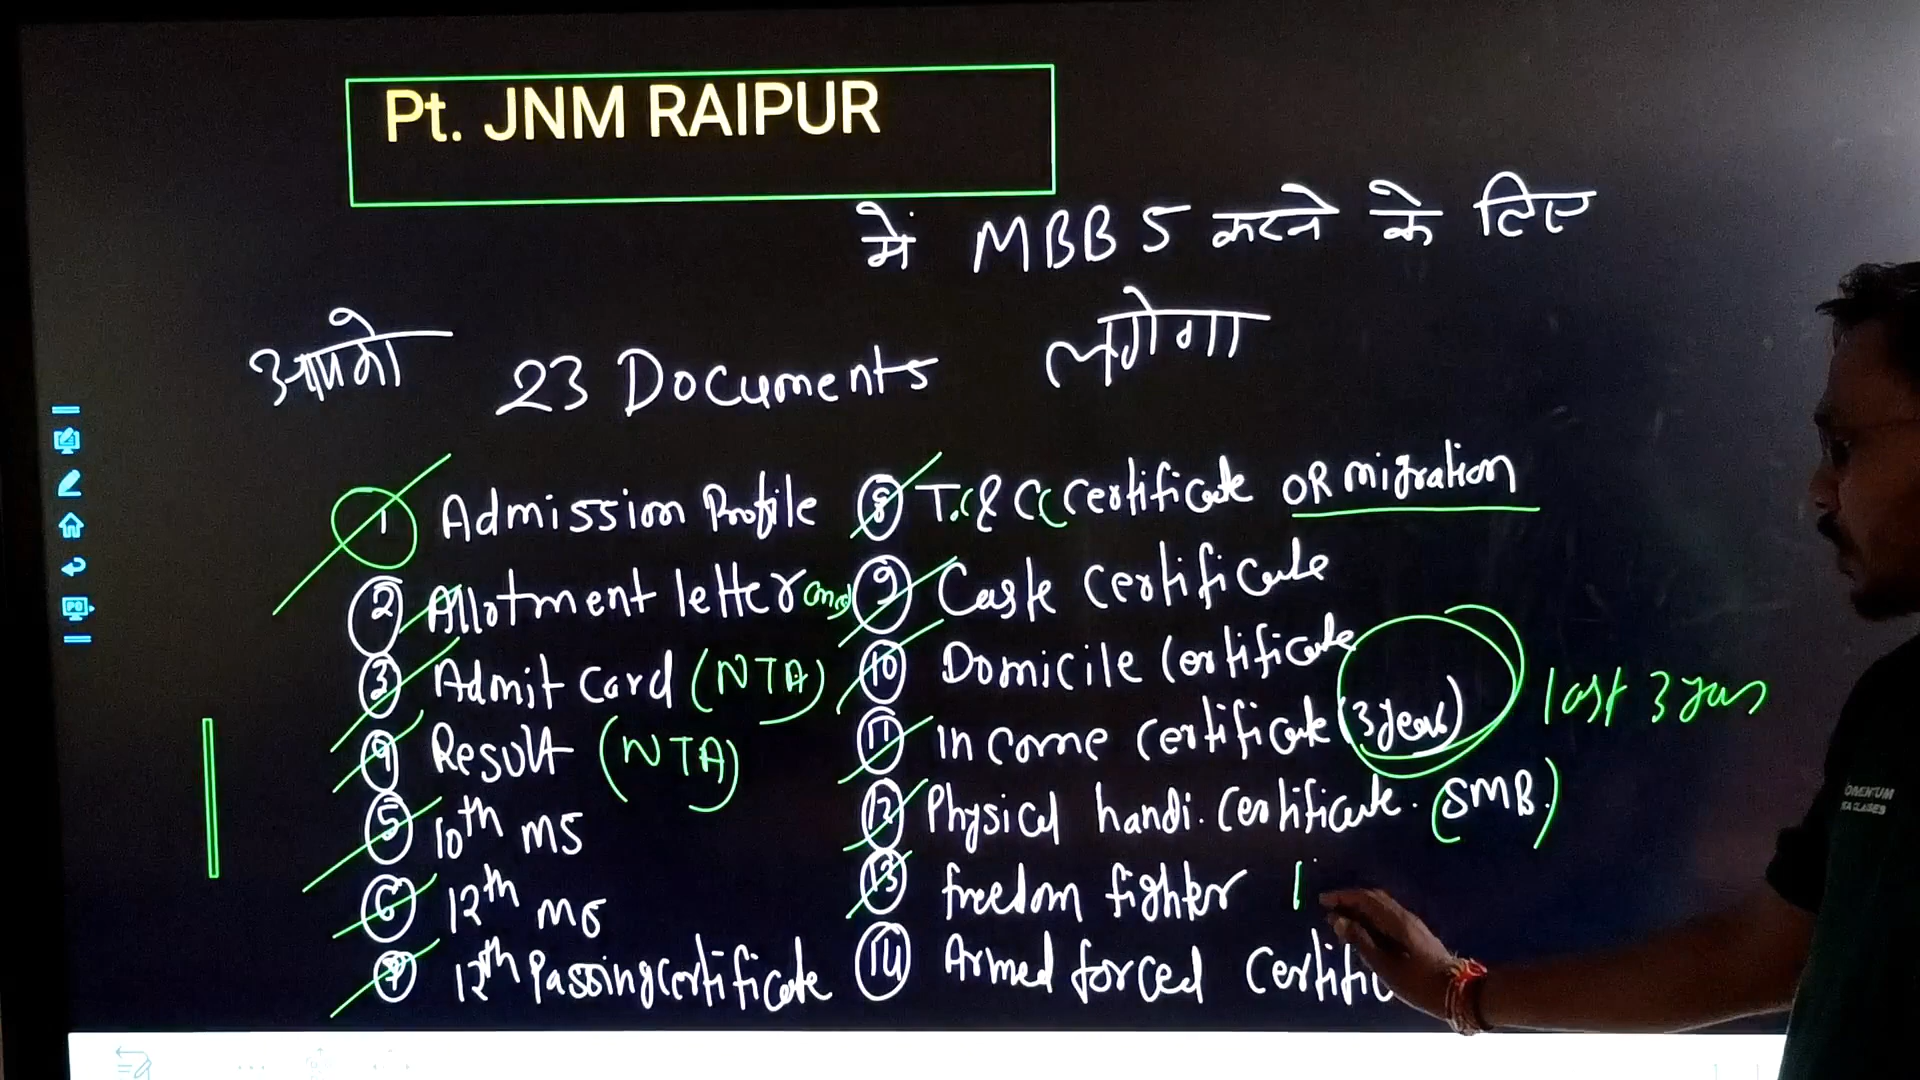 Pt. JNM RAIPUR
में MBBS करने के लिए
आपको 23 Documents लगेगा
1 Admission Profile
2 Allotment letter
3 Admit Card (NTA)
4 Result (NTA)
5 10th MS
6 12th MS
7 12th Passing certificate
8 T.C & CC Certificate OR migration
9 Caste Certificate
10 Domicile Certificate
11 Income Certificate (3 years) last 3 years
12 Physical handi. Certificate. (SMB.)
13 freedom fighter
14 Armed forced Certific